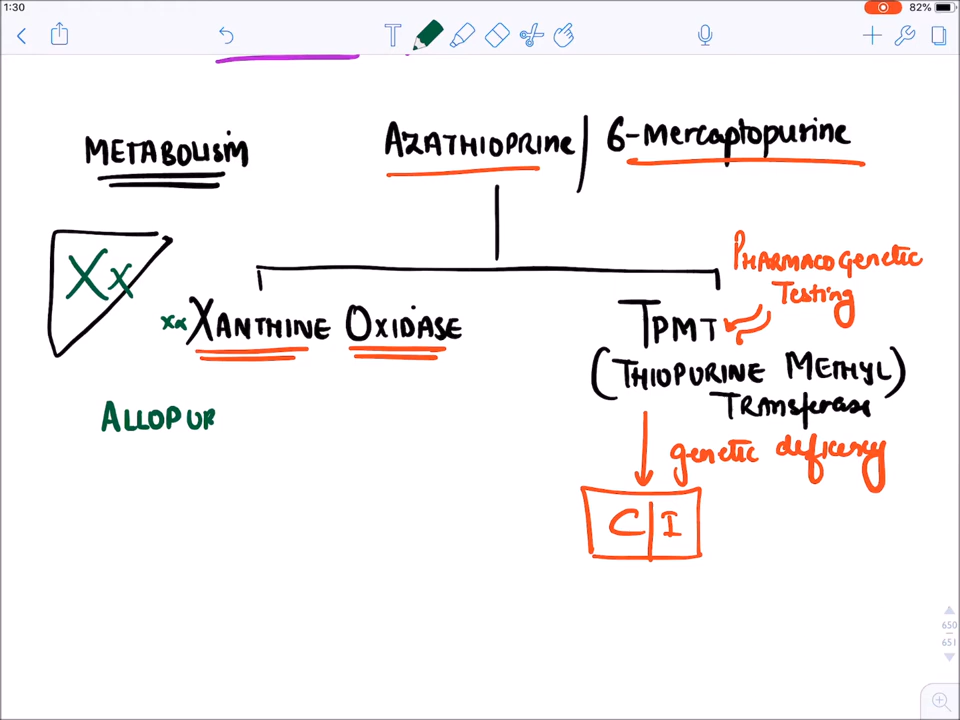 1:30
82%
T
METABOLISM
AZATHIOPRINE / 6-Mercaptopurine
PHARMACOGenetic
Testing
Xx
xx XANTHINE OXIDASE
TPMT
(THIOPURINE METHYL
TRANSferase)
ALLOPUR
genetic deficiency
C | I
650
651